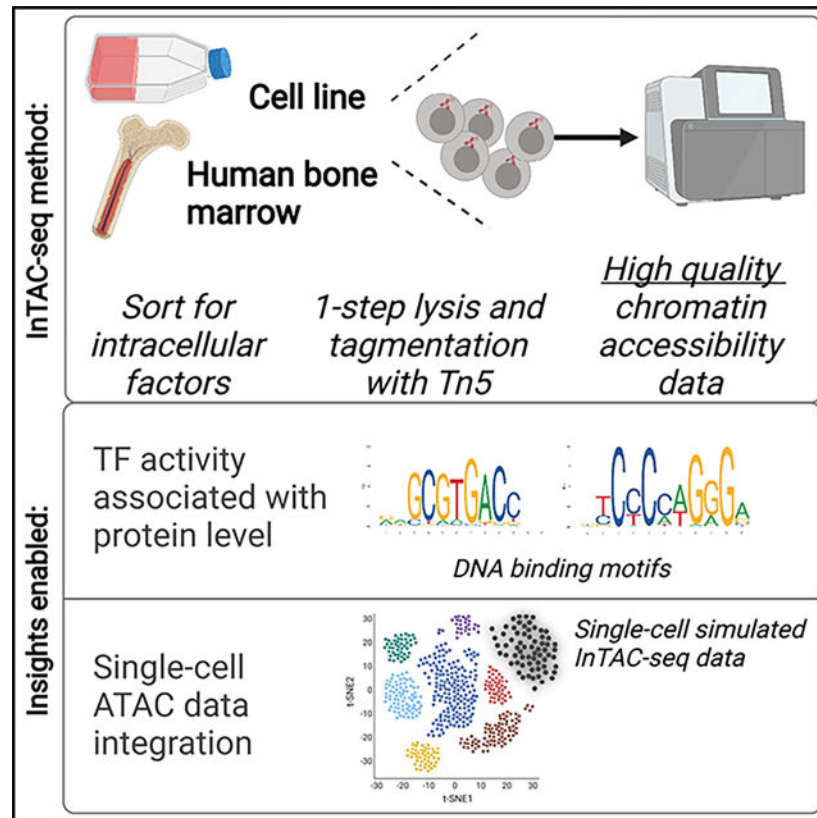 InTAC-seq method:
Cell line
Human bone
marrow
Sort for
intracellular
factors
1-step lysis and
tagmentation
with Tn5
High quality
chromatin
accessibility
data
Insights enabled:
TF activity
associated with
protein level
GCGTGACC
TCCCCAGGGA
DNA binding motifs
Single-cell
ATAC data
integration
Single-cell simulated
InTAC-seq data
t-SNE2
30
20
10
0
-10
-20
-30
-30
-20
-10
0
10
20
30
t-SNE1